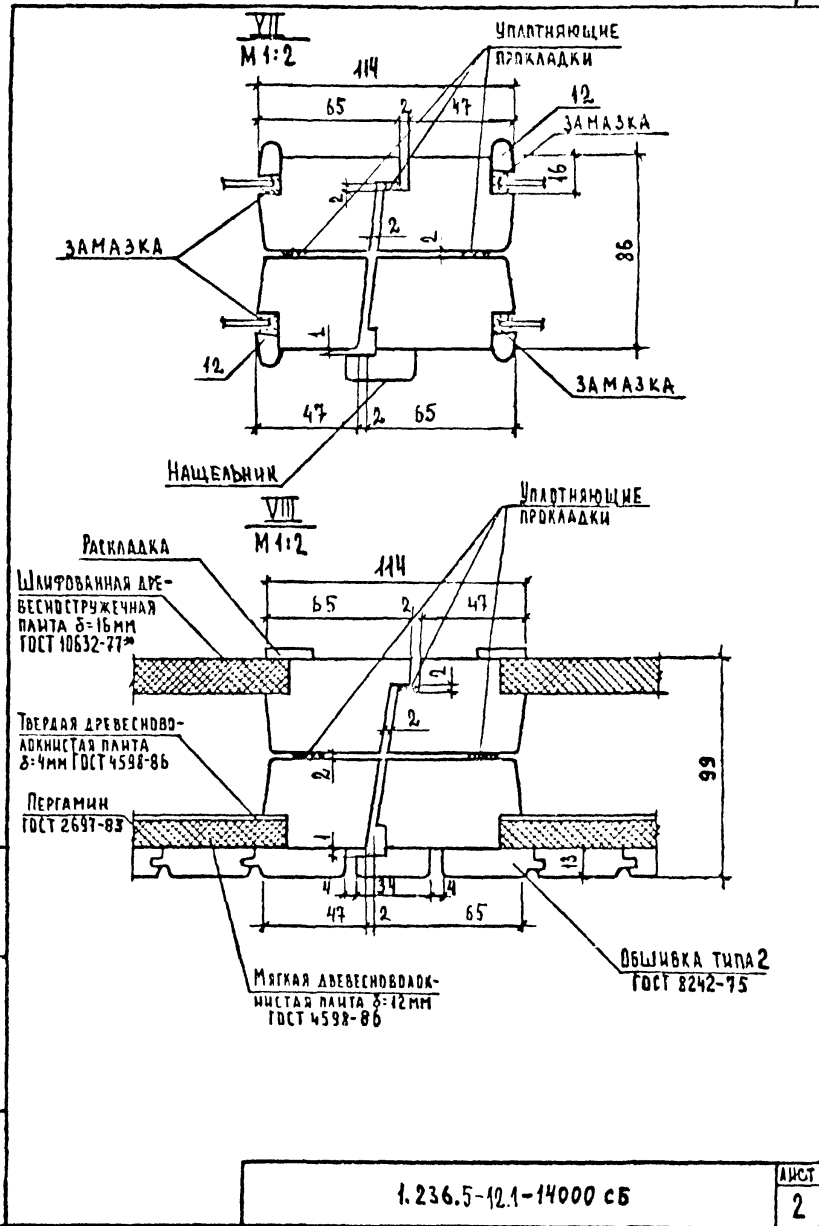 VII
М 1:2
УПЛОТНЯЮЩИЕ
ПРОКЛАДКИ
114
65
2
47
12
ЗАМАЗКА
16
2
2
2
86
ЗАМАЗКА
1
12
ЗАМАЗКА
47
2
65
НАЩЕЛЬНИК
VIII
М 1:2
УПЛОТНЯЮЩИЕ
ПРОКЛАДКИ
РАСКЛАДКА
114
ШЛИФОВАННАЯ ДРЕ-
ВЕСНОСТРУЖЕЧНАЯ
ПЛИТА δ=16ММ
ГОСТ 10632-77*
65
2
47
2
2
ТВЕРДАЯ ДРЕВЕСНОВО-
ЛОКНИСТАЯ ПЛИТА
δ=4ММ ГОСТ 4598-86
2
99
ПЕРГАМИН
ГОСТ 2697-83
1
13
4
34
4
47
2
65
ОБШИВКА ТИПА 2
ГОСТ 8242-75
МЯГКАЯ ДВЕВЕСНОВОЛОК-
НИСТАЯ ПЛИТА δ=12ММ
ГОСТ 4598-86
1.236.5-12.1-14000 СБ
ЛИСТ
2